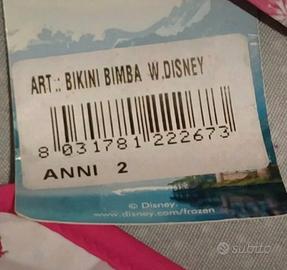 ART.: BIKINI BIMBA W.DISNEY
8 031781 222673
ANNI 2
© Disney.
www.disney.com/frozen
subito